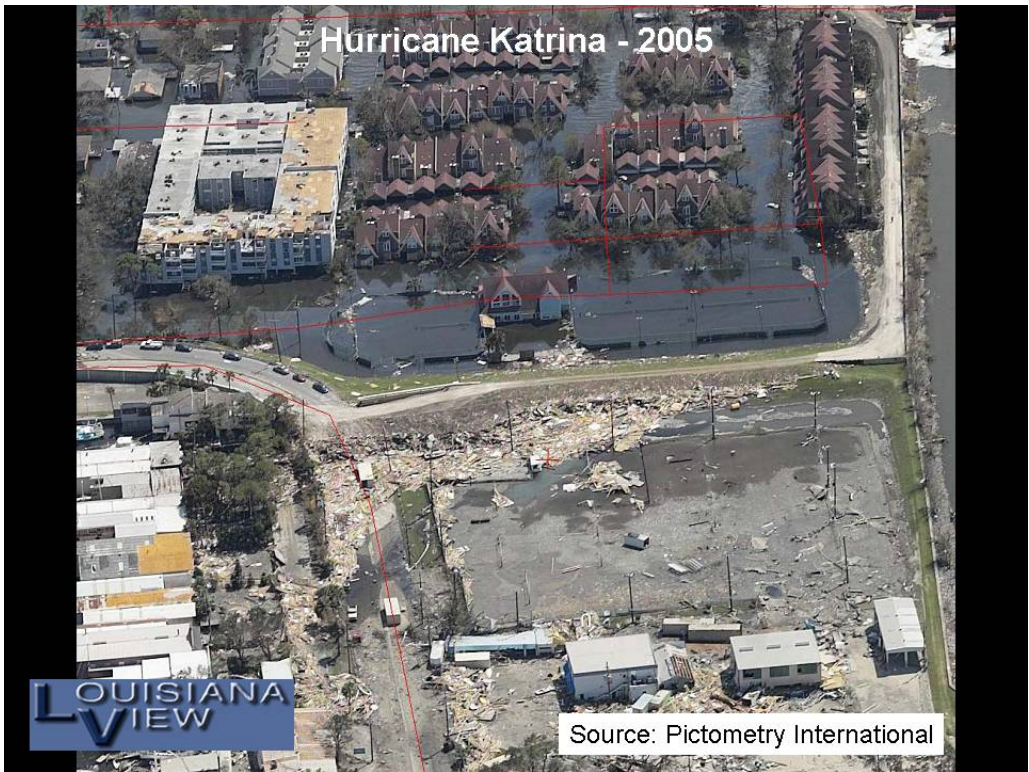 Hurricane Katrina - 2005
LOUISIANA
VIEW
Source: Pictometry International